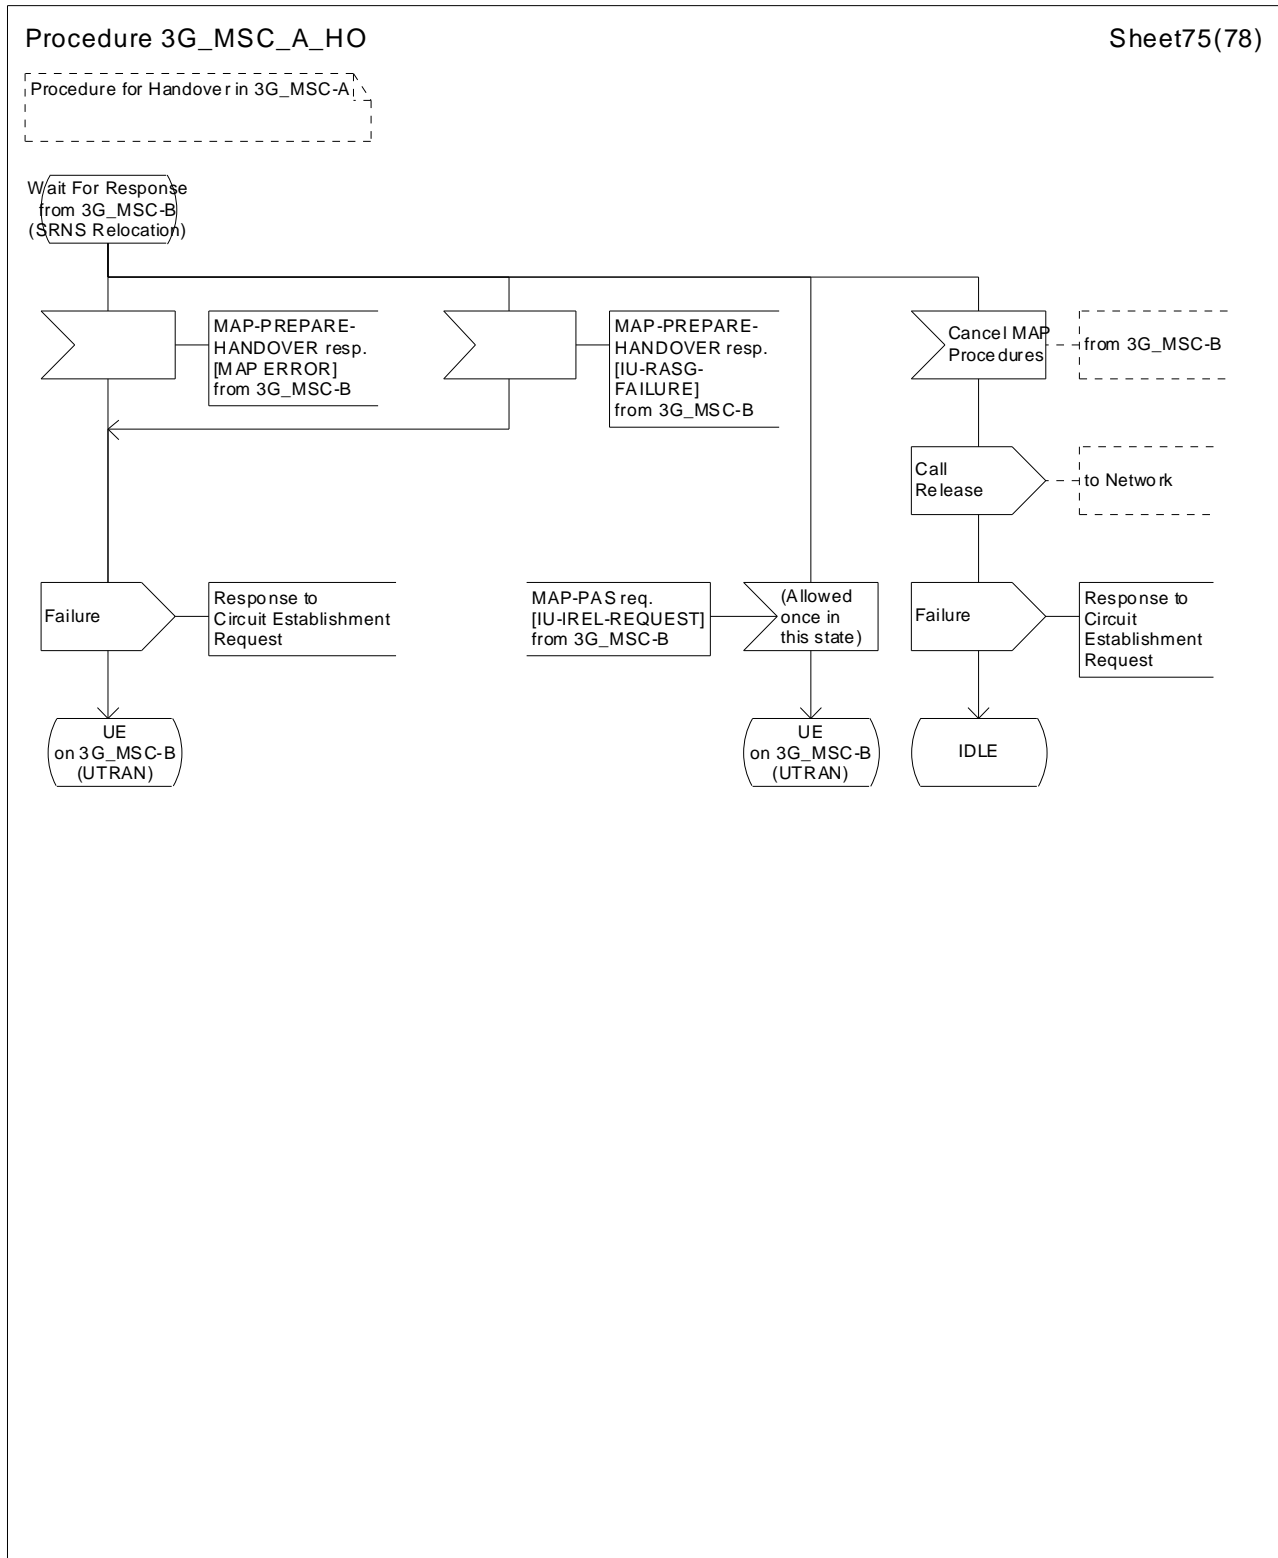 Procedure 3G_MSC_A_HO
Sheet75(78)
Procedure for Handover in 3G_MSC-A
Wait For Response
from 3G_MSC-B
(SRNS Relocation)
MAP-PREPARE-
HANDOVER resp.
[MAP ERROR]
from 3G_MSC-B
MAP-PREPARE-
HANDOVER resp.
[IU-RASG-
FAILURE]
from 3G_MSC-B
Cancel MAP
Procedures
from 3G_MSC-B
Call
Release
to Network
Failure
Response to
Circuit Establishment
Request
MAP-PAS req.
[IU-IREL-REQUEST]
from 3G_MSC-B
(Allowed
once in
this state)
Failure
Response to
Circuit
Establishment
Request
UE
on 3G_MSC-B
(UTRAN)
UE
on 3G_MSC-B
(UTRAN)
IDLE